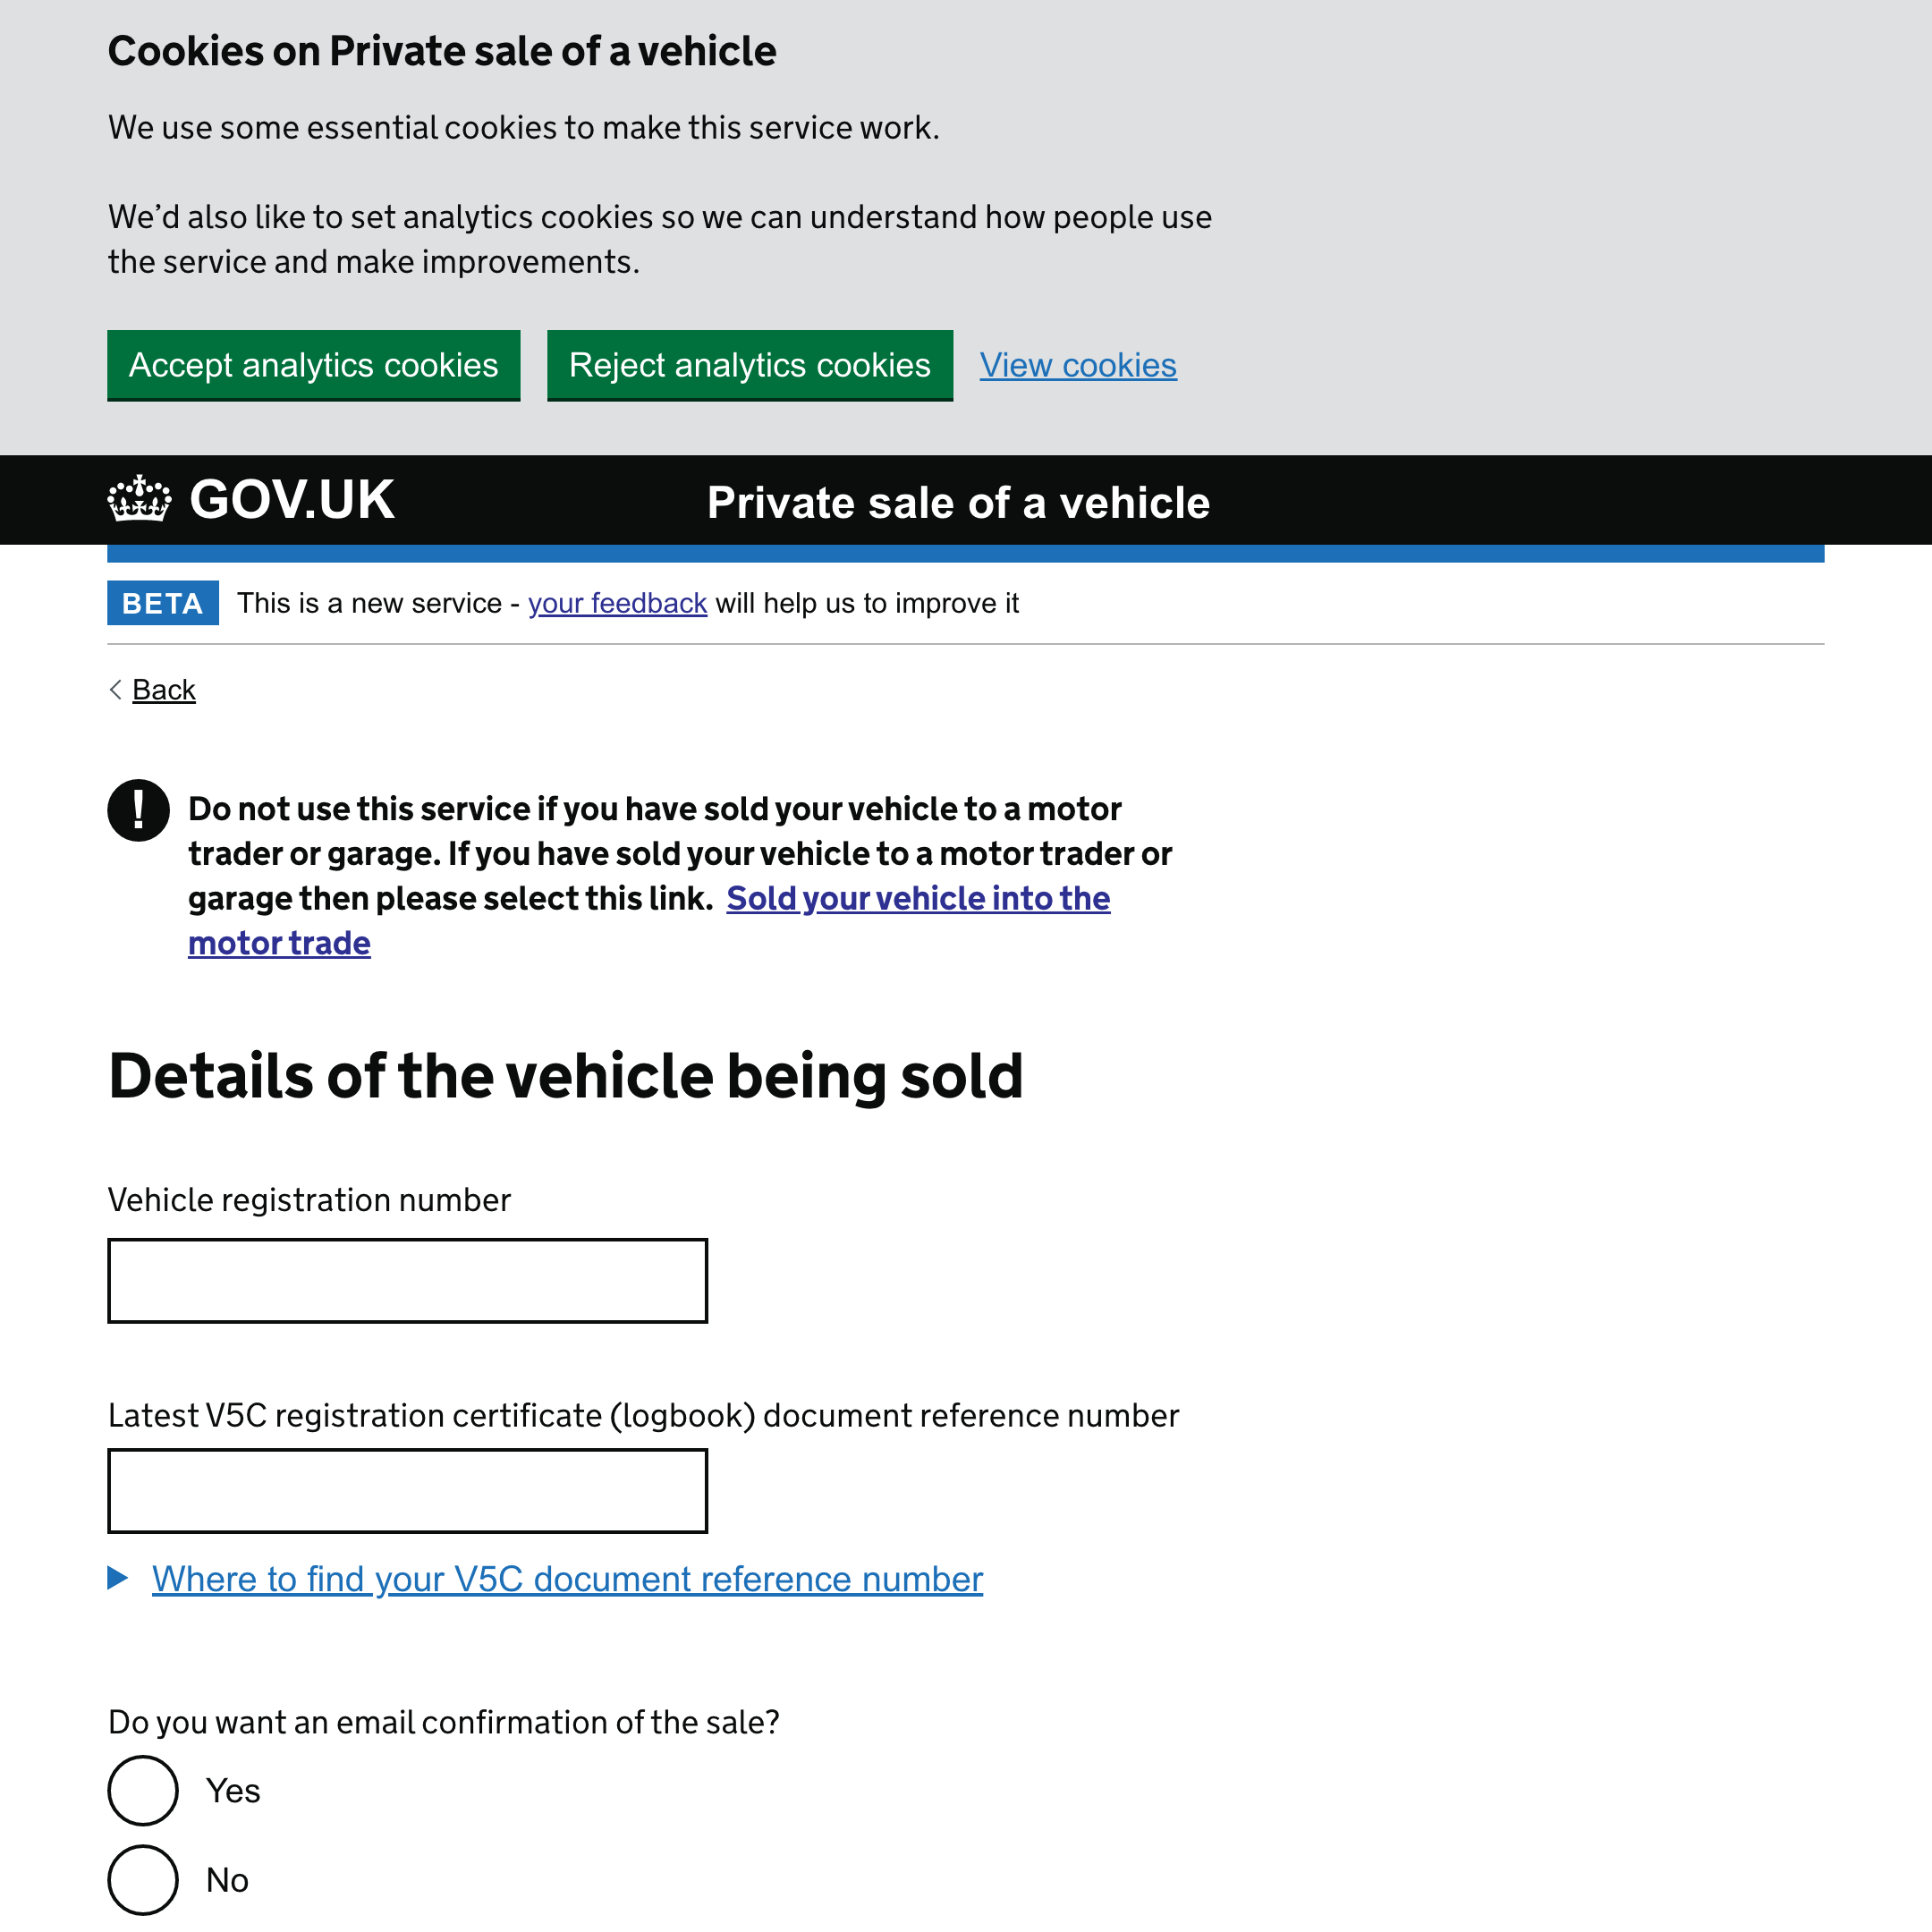 Cookies on Private sale of a vehicle
We use some essential cookies to make this service work.
We’d also like to set analytics cookies so we can understand how people use
the service and make improvements.
Accept analytics cookies
Reject analytics cookies
View cookies
GOV.UK
Private sale of a vehicle
BETA
This is a new service - your feedback will help us to improve it
Back
! Do not use this service if you have sold your vehicle to a motor
trader or garage. If you have sold your vehicle to a motor trader or
garage then please select this link. Sold your vehicle into the
motor trade
Details of the vehicle being sold
Vehicle registration number
Latest V5C registration certificate (logbook) document reference number
Where to find your V5C document reference number
Do you want an email confirmation of the sale?
Yes
No